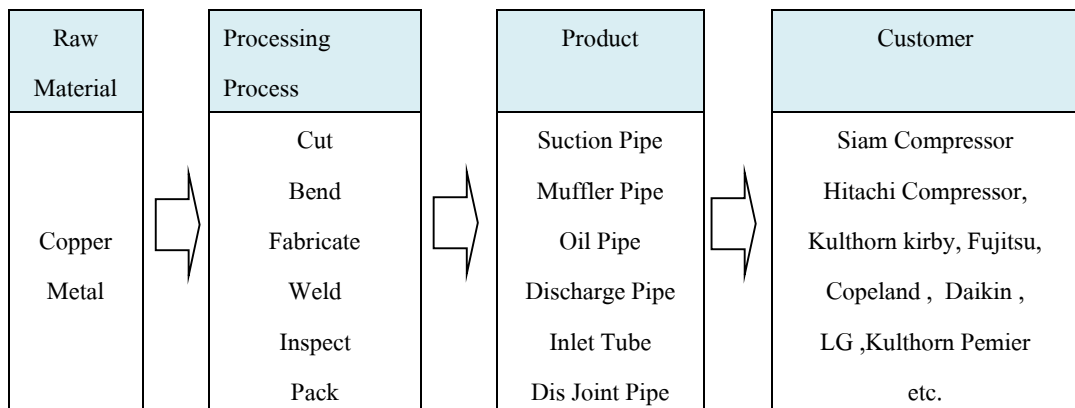 Raw
Material
Processing
Process
Product
Customer
Copper
Metal
Cut
Bend
Fabricate
Weld
Inspect
Pack
Suction Pipe
Muffler Pipe
Oil Pipe
Discharge Pipe
Inlet Tube
Dis Joint Pipe
Siam Compressor
Hitachi Compressor,
Kulthorn kirby, Fujitsu,
Copeland , Daikin ,
LG ,Kulthorn Pemier
etc.